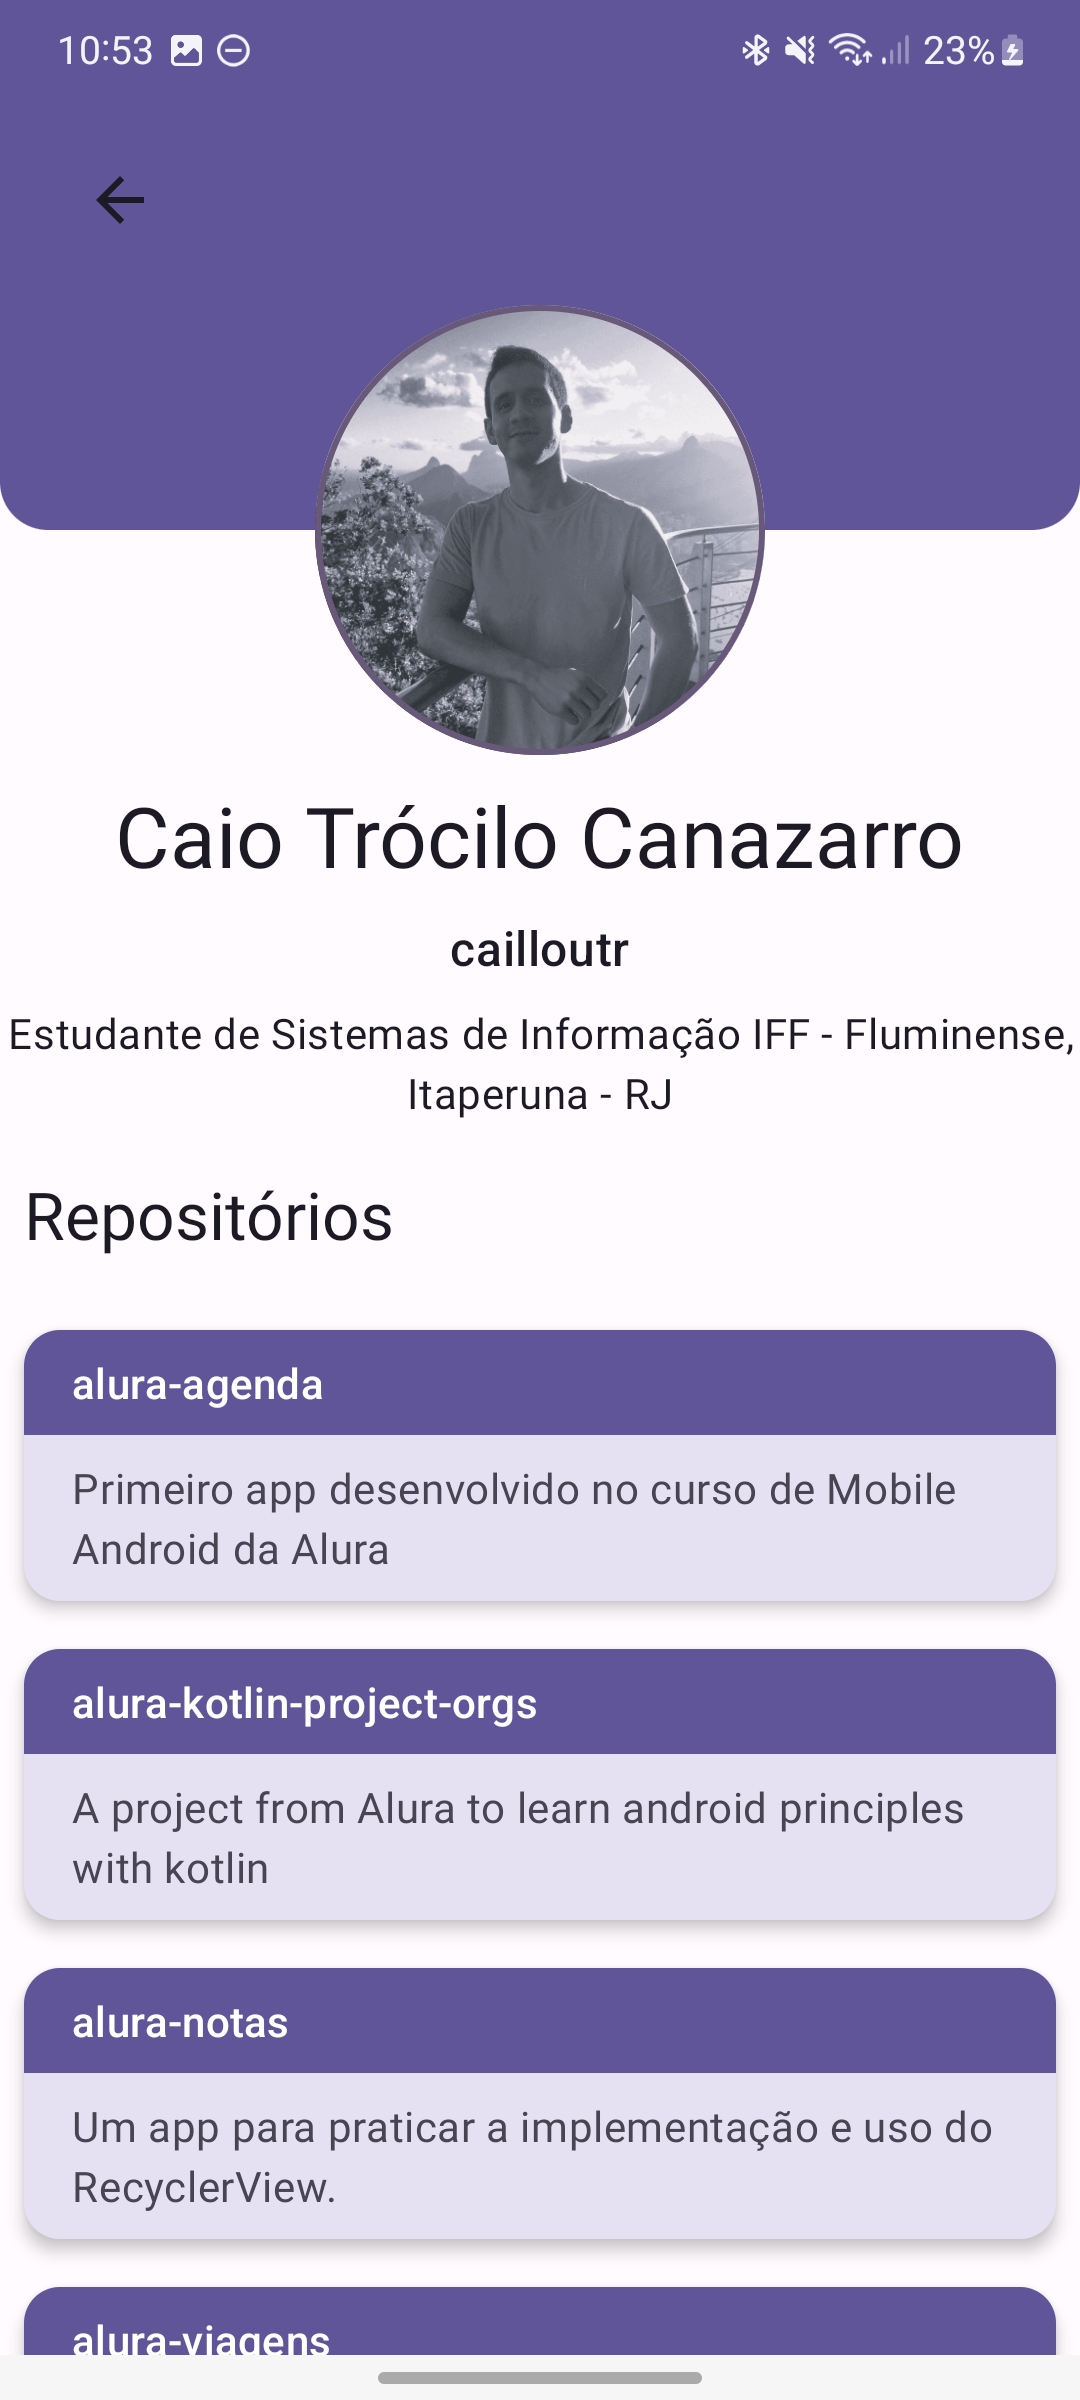 10:53
23%
Caio Trócilo Canazarro
cailloutr
Estudante de Sistemas de Informação IFF - Fluminense,
Itaperuna - RJ
Repositórios
alura-agenda
Primeiro app desenvolvido no curso de Mobile
Android da Alura
alura-kotlin-project-orgs
A project from Alura to learn android principles
with kotlin
alura-notas
Um app para praticar a implementação e uso do
RecyclerView.
alura-viagens